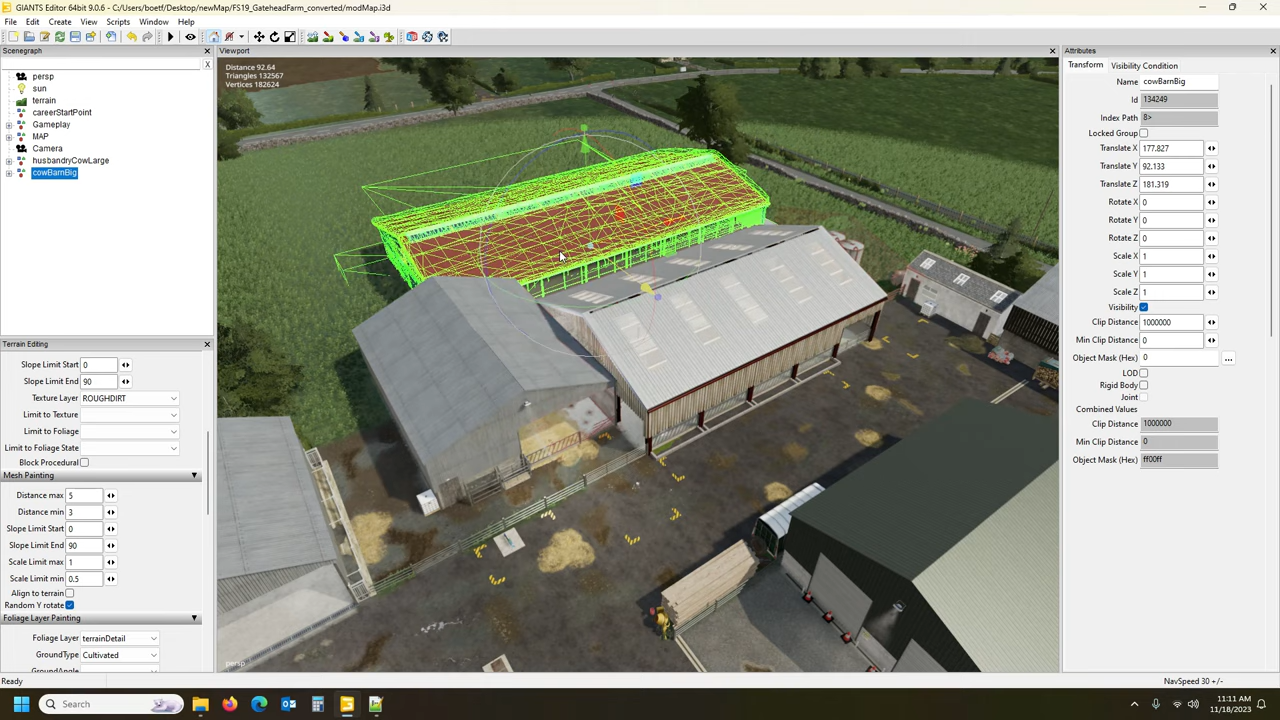 GIANTS Editor 64bit - 9.0.6 - C:/Users/boetf/Desktop/newMap/FS19_GateheadFarm_converted/modMap.i3d
File Edit Create View Scripts Window Help
Scenegraph
X
persp
sun
terrain
careerStartPoint
Gameplay
MAP
Camera
husbandryCowLarge
cowBarnBig
Terrain Editing
Slope Limit Start 0
Slope Limit End 90
Texture Layer ROUGHDIRT
Limit to Texture
Limit to Foliage
Limit to Foliage State
Block Procedural
Mesh Painting
Distance max 5
Distance min 3
Slope Limit Start 0
Slope Limit End 90
Scale Limit max 1
Scale Limit min 0.5
Align to terrain
Random Y rotate
Foliage Layer Painting
Foliage Layer terrainDetail
GroundType Cultivated
GroundAngle
Viewport
Distance 92.64
Triangles 132567
Vertices 182624
persp
Attributes
Transform Visibility Condition
Name cowBarnBig
Id 134249
Index Path 8>
Locked Group
Translate X 177.827
Translate Y 92.133
Translate Z 181.319
Rotate X 0
Rotate Y 0
Rotate Z 0
Scale X 1
Scale Y 1
Scale Z 1
Visibility
Clip Distance 1000000
Min Clip Distance 0
Object Mask (Hex) 0 ...
LOD
Rigid Body
Joint
Combined Values
Clip Distance 1000000
Min Clip Distance 0
Object Mask (Hex) ff00ff
Ready
NavSpeed 30 +/-
Search
11:11 AM
11/18/2023